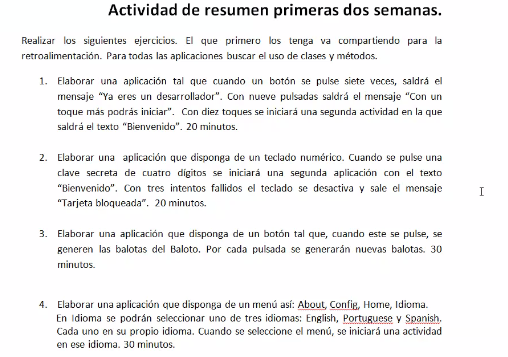 Actividad de resumen primeras dos semanas.
Realizar los siguientes ejercicios. El que primero los tenga va compartiendo para la
retroalimentación. Para todas las aplicaciones buscar el uso de clases y métodos.
1. Elaborar una aplicación tal que cuando un botón se pulse siete veces, saldrá el
mensaje “Ya eres un desarrollador”. Con nueve pulsadas saldrá el mensaje “Con un
toque más podrás iniciar”. Con diez toques se iniciará una segunda actividad en la que
saldrá el texto “Bienvenido”. 20 minutos.
2. Elaborar una aplicación que disponga de un teclado numérico. Cuando se pulse una
clave secreta de cuatro dígitos se iniciará una segunda aplicación con el texto
“Bienvenido”. Con tres intentos fallidos el teclado se desactiva y sale el mensaje
“Tarjeta bloqueada”. 20 minutos.
3. Elaborar una aplicación que disponga de un botón tal que, cuando este se pulse, se
generen las balotas del Baloto. Por cada pulsada se generarán nuevas balotas. 30
minutos.
4. Elaborar una aplicación que disponga de un menú así: About, Config, Home, Idioma.
En Idioma se podrán seleccionar uno de tres idiomas: English, Portuguese y Spanish.
Cada uno en su propio idioma. Cuando se seleccione el menú, se iniciará una actividad
en ese idioma. 30 minutos.